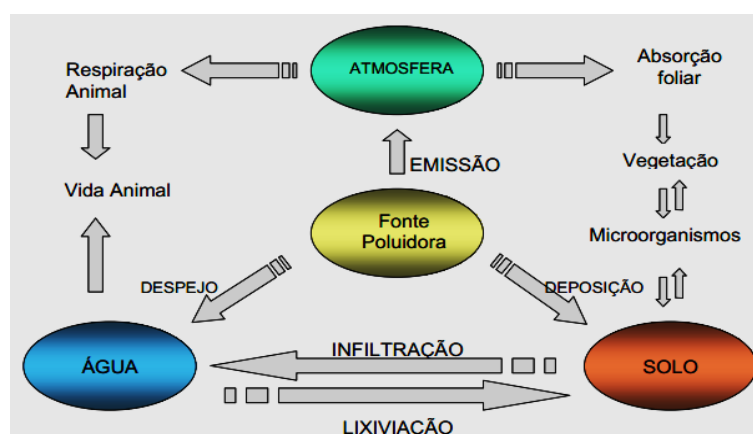 Respiração
Animal
ATMOSFERA
Absorção
foliar
EMISSÃO
Vegetação
Vida Animal
Fonte
Poluidora
Microorganismos
DESPEJO
DEPOSIÇÃO
ÁGUA
INFILTRAÇÃO
SOLO
LIXIVIAÇÃO